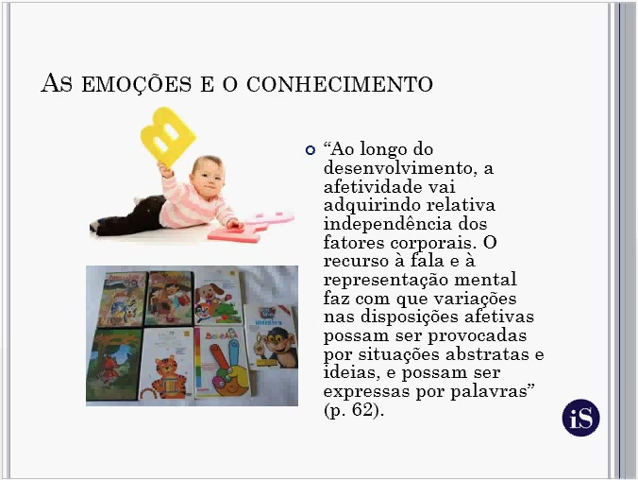 As emoções e o conhecimento
“Ao longo do
desenvolvimento, a
afetividade vai
adquirindo relativa
independência dos
fatores corporais. O
recurso à fala e à
representação mental
faz com que variações
nas disposições afetivas
possam ser provocadas
por situações abstratas e
ideias, e possam ser
expressas por palavras”
(p. 62).
B
iS